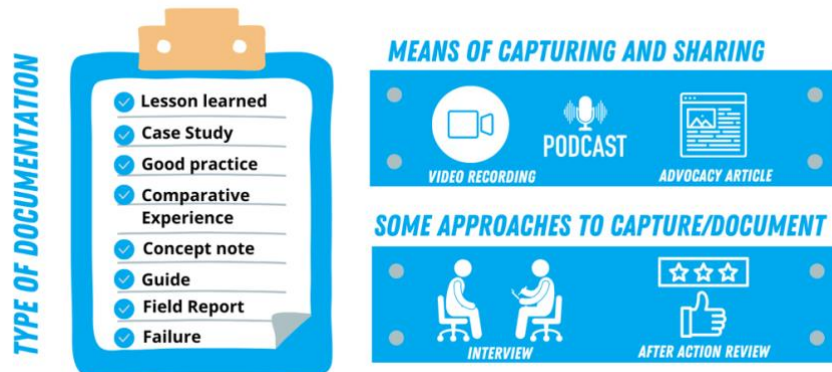 TYPE OF DOCUMENTATION
Lesson learned
Case Study
Good practice
Comparative
Experience
Concept note
Guide
Field Report
Failure
MEANS OF CAPTURING AND SHARING
VIDEO RECORDING
PODCAST
ADVOCACY ARTICLE
SOME APPROACHES TO CAPTURE/DOCUMENT
INTERVIEW
AFTER ACTION REVIEW